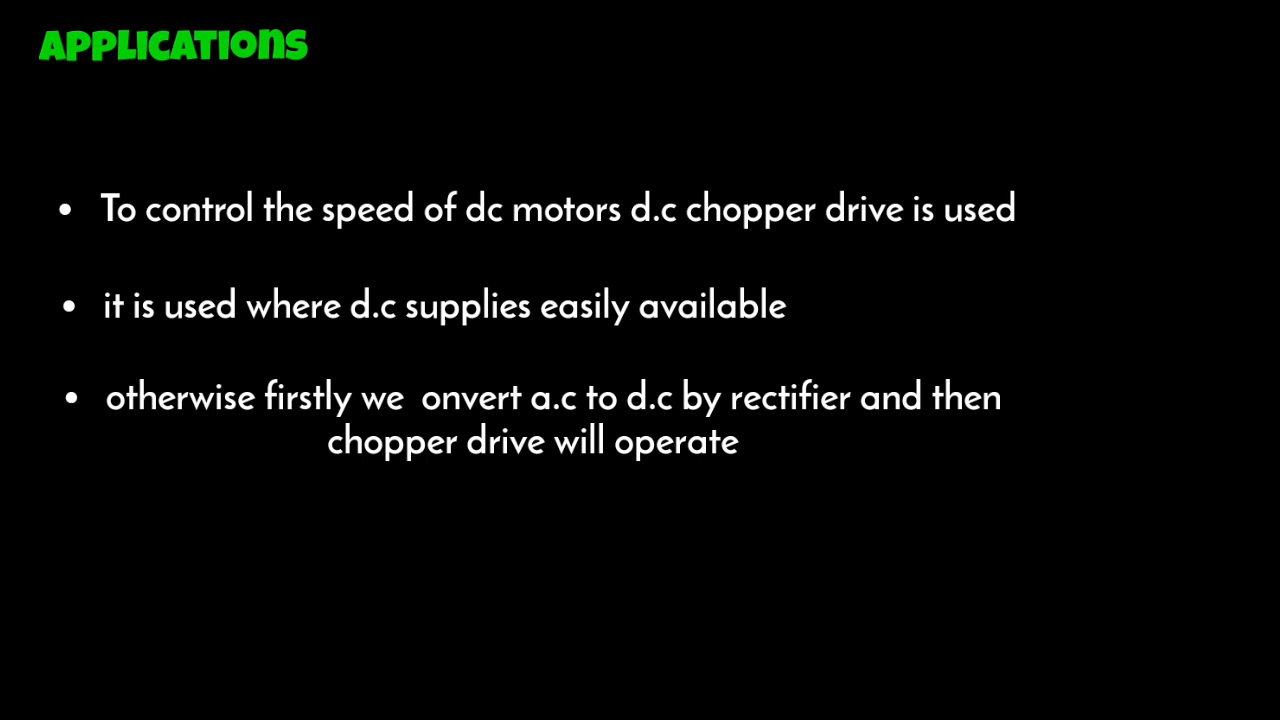 APPLICATIONS
• To control the speed of dc motors d.c chopper drive is used
• it is used where d.c supplies easily available
• otherwise firstly we onvert a.c to d.c by rectifier and then
chopper drive will operate